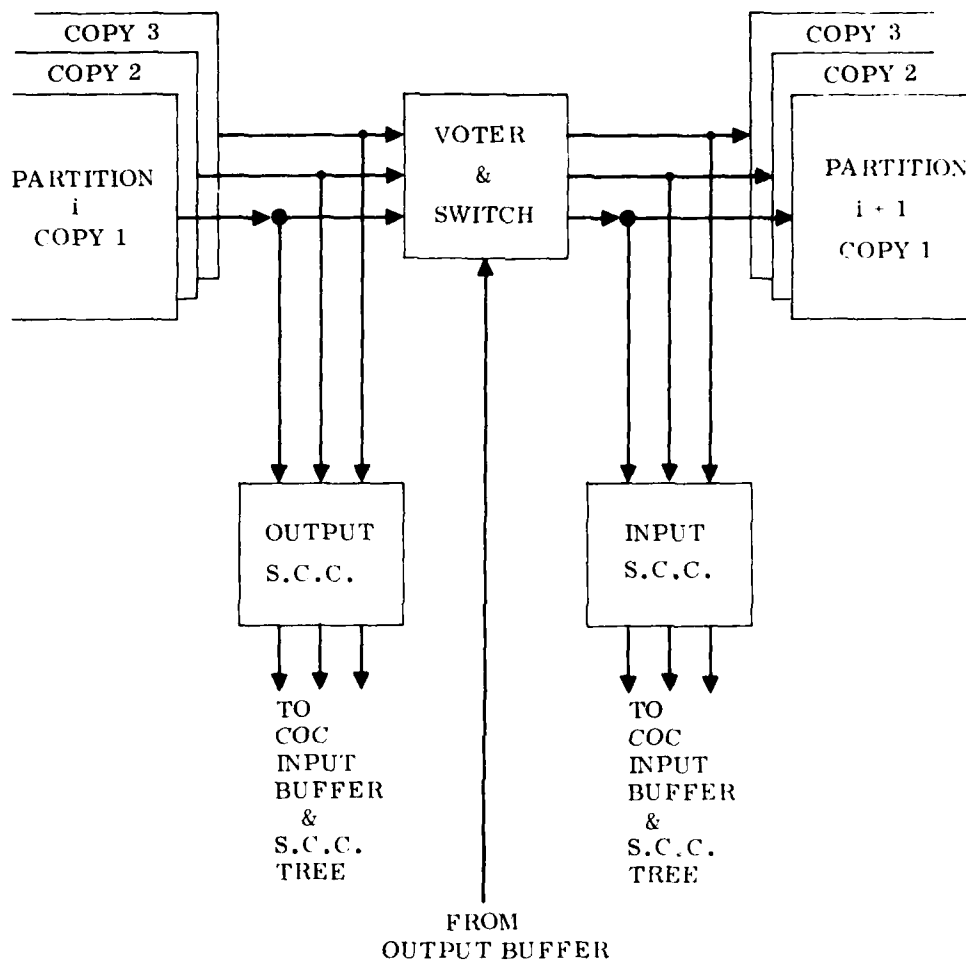 COPY 3
COPY 2
PARTITION
i
COPY 1
VOTER
&
SWITCH
COPY 3
COPY 2
PARTITION
i + 1
COPY 1
OUTPUT
S.C.C.
INPUT
S.C.C.
TO
COC
INPUT
BUFFER
&
S.C.C.
TREE
TO
COC
INPUT
BUFFER
&
S.C.C.
TREE
FROM
OUTPUT BUFFER